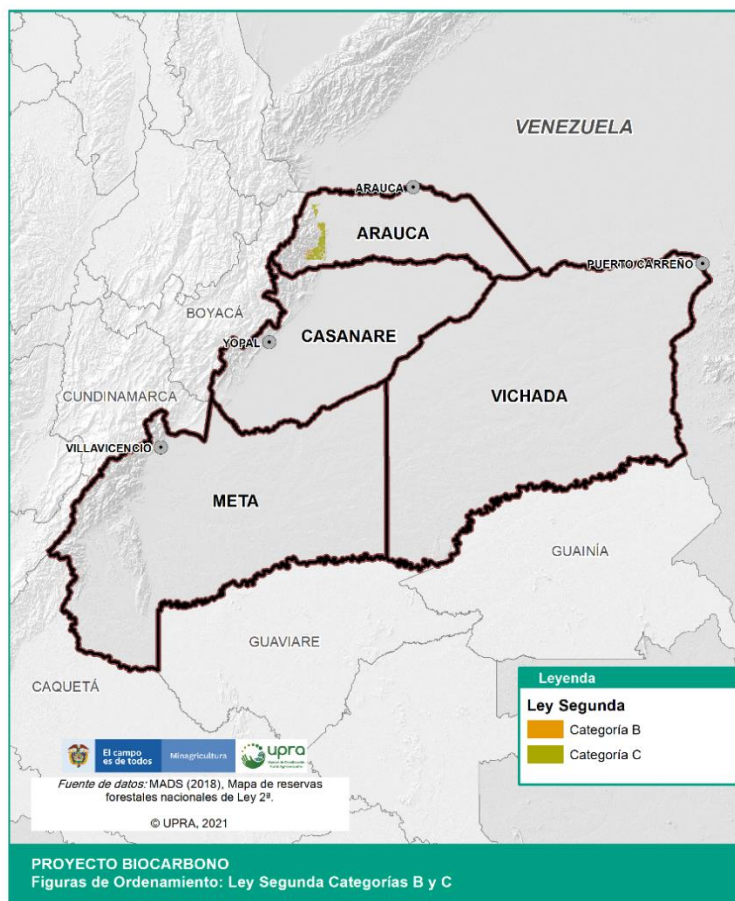 VENEZUELA
ARAUCA
ARAUCA
PUERTO CARREÑO
BOYACÁ
YOPAL
CASANARE
CUNDINAMARCA
VICHADA
VILLAVICENCIO
META
GUAINÍA
GUAVIARE
CAQUETÁ
Leyenda
Ley Segunda
Categoría B
Categoría C
El campo
es de todos
Minagricultura
upra
Fuente de datos: MADS (2018), Mapa de reservas
forestales nacionales de Ley 2ª.
© UPRA, 2021
PROYECTO BIOCARBONO
Figuras de Ordenamiento: Ley Segunda Categorías B y C